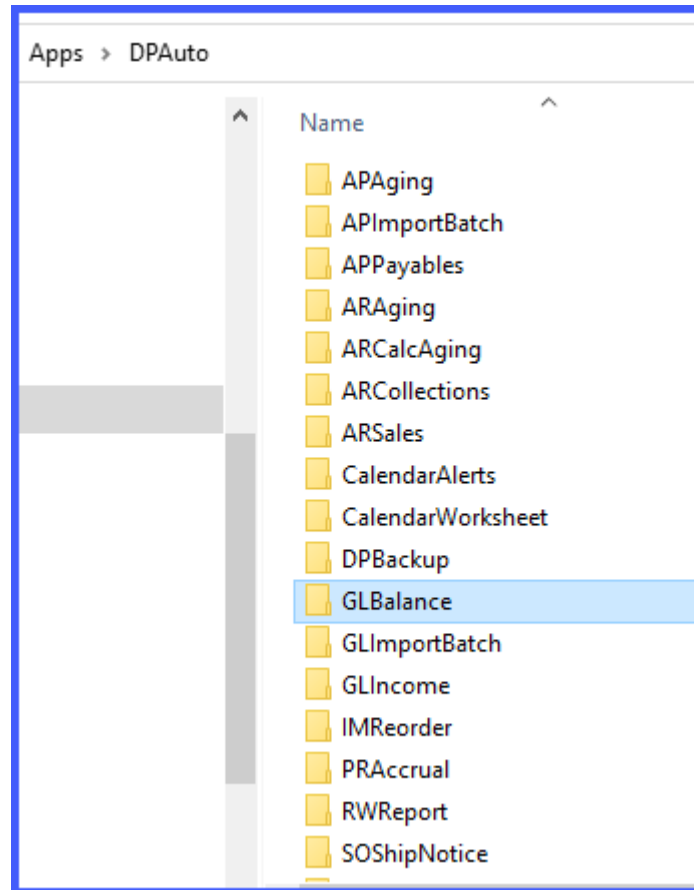 Apps > DPAuto
Name
APAging
APImportBatch
APPayables
ARAging
ARCalcAging
ARCollections
ARSales
CalendarAlerts
CalendarWorksheet
DPBackup
GLBalance
GLImportBatch
GLIncome
IMReorder
PRAccrual
RWReport
SOShipNotice